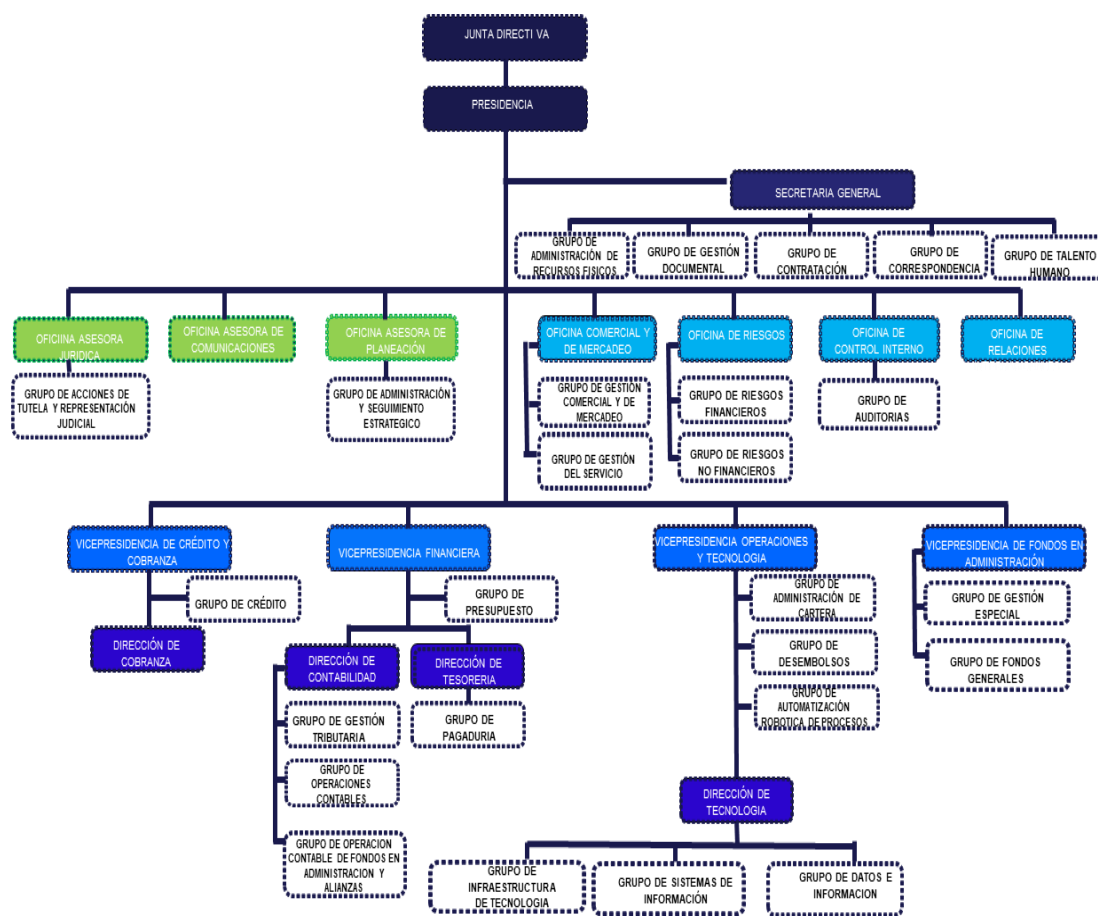 JUNTA DIRECTI VA
PRESIDENCIA
SECRETARIA GENERAL
GRUPO DE
ADMINISTRACIÓN DE
RECURSOS FISICOS
GRUPO DE GESTIÓN
DOCUMENTAL
GRUPO DE
CONTRATACIÓN
GRUPO DE
CORRESPONDENCIA
GRUPO DE TALENTO
HUMANO
OFICINA ASESORA
JURIDICA
OFICINA ASESORA DE
COMUNICACIONES
OFICINA ASESORA DE
PLANEACIÓN
OFICINA COMERCIAL Y
DE MERCADEO
OFICINA DE RIESGOS
OFICINA DE
CONTROL INTERNO
OFICINA DE
RELACIONES
GRUPO DE ACCIONES DE
TUTELA Y REPRESENTACIÓN
JUDICIAL
GRUPO DE ADMINISTRACIÓN
Y SEGUIMIENTO
ESTRATEGICO
GRUPO DE GESTIÓN
COMERCIAL Y DE
MERCADEO
GRUPO DE RIESGOS
FINANCIEROS
GRUPO DE
AUDITORIAS
GRUPO DE GESTIÓN
DEL SERVICIO
GRUPO DE RIESGOS
NO FINANCIEROS
VICEPRESIDENCIA DE CRÉDITO Y
COBRANZA
VICEPRESIDENCIA FINANCIERA
VICEPRESIDENCIA OPERACIONES
Y TECNOLOGIA
VICEPRESIDENCIA DE FONDOS EN
ADMINISTRACIÓN
GRUPO DE CRÉDITO
GRUPO DE
PRESUPUESTO
GRUPO DE
ADMINISTRACIÓN DE
CARTERA
GRUPO DE GESTIÓN
ESPECIAL
DIRECCIÓN DE
COBRANZA
DIRECCIÓN DE
CONTABILIDAD
DIRECCIÓN DE
TESORERIA
GRUPO DE
DESEMBOLSOS
GRUPO DE FONDOS
GENERALES
GRUPO DE GESTIÓN
TRIBUTARIA
GRUPO DE
PAGADURIA
GRUPO DE
AUTOMATIZACIÓN
ROBOTICA DE PROCESOS
GRUPO DE
OPERACIONES
CONTABLES
DIRECCIÓN DE
TECNOLOGIA
GRUPO DE OPERACION
CONTABLE DE FONDOS EN
ADMINISTRACION Y
ALIANZAS
GRUPO DE
INFRAESTRUCTURA
DE TECNOLOGIA
GRUPO DE SISTEMAS DE
INFORMACIÓN
GRUPO DE DATOS E
INFORMACION